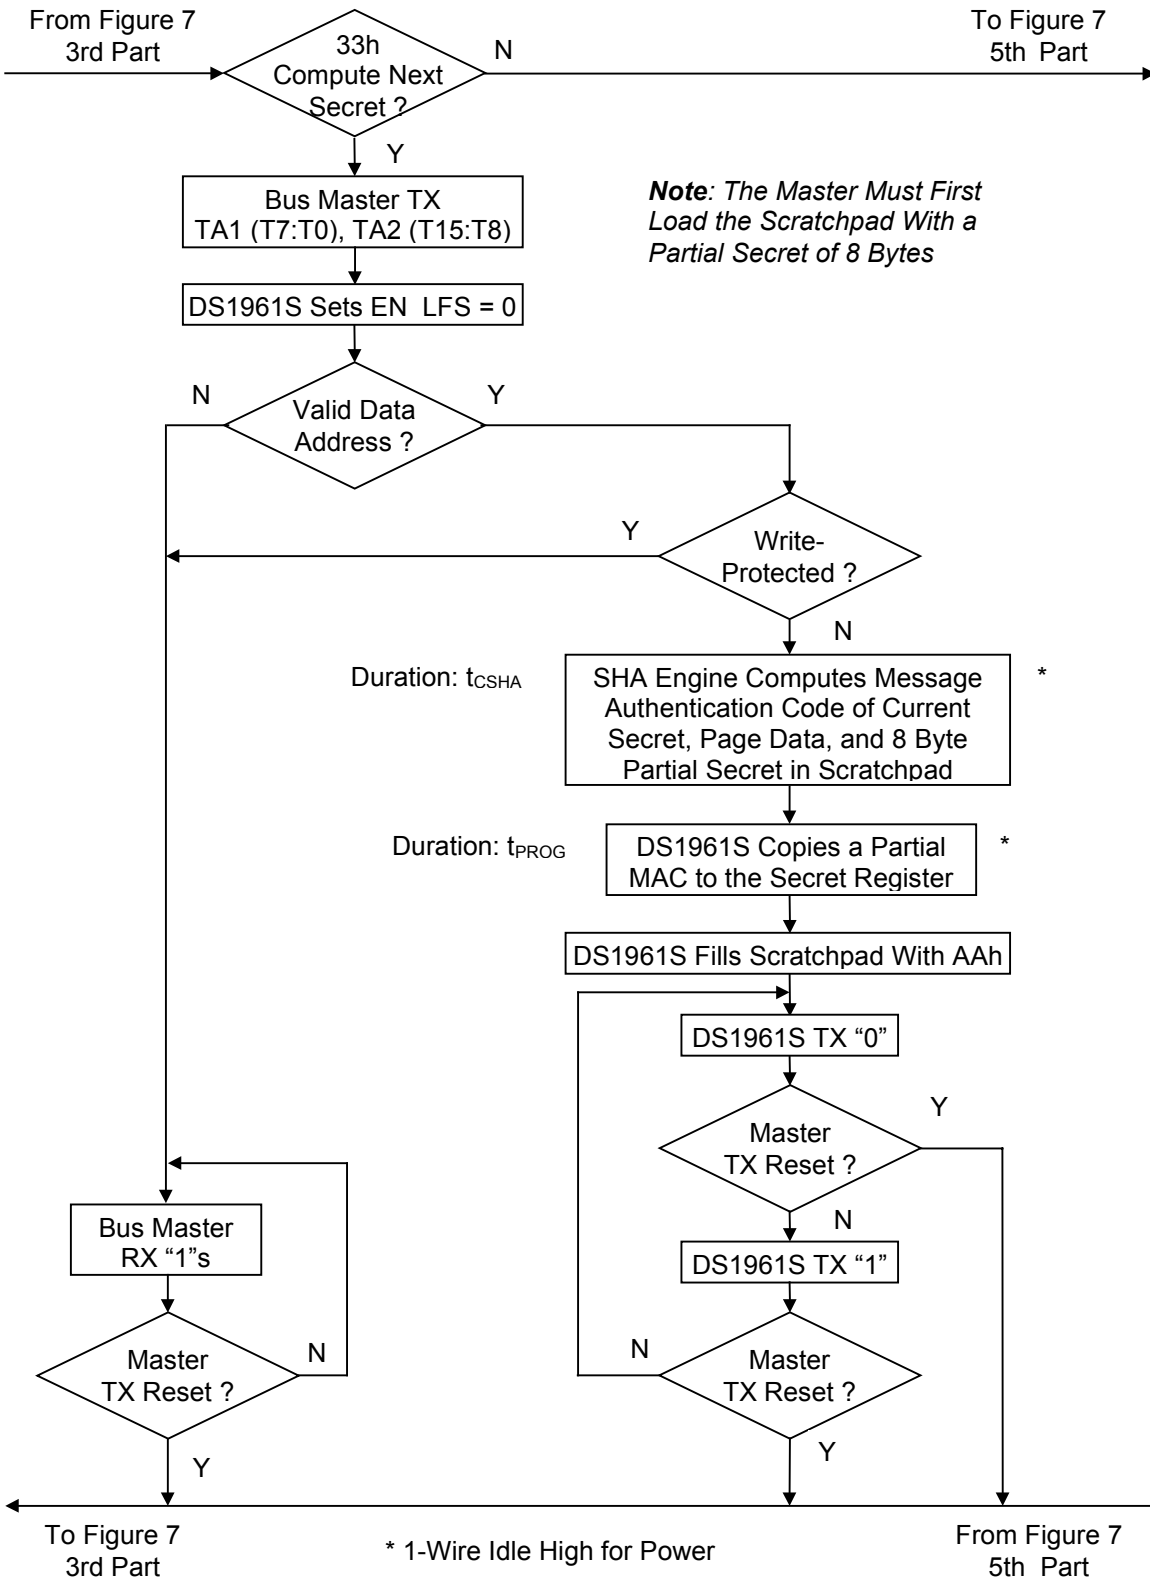 From Figure 7
3rd Part
33h
Compute Next
Secret ?
N
To Figure 7
5th Part
Y
Bus Master TX
TA1 (T7:T0), TA2 (T15:T8)
Note: The Master Must First
Load the Scratchpad With a
Partial Secret of 8 Bytes
DS1961S Sets EN LFS = 0
N
Valid Data
Address ?
Y
Y
Write-
Protected ?
N
Duration: tCSHA
SHA Engine Computes Message
Authentication Code of Current
Secret, Page Data, and 8 Byte
Partial Secret in Scratchpad
*
Duration: tPROG
DS1961S Copies a Partial
MAC to the Secret Register
*
DS1961S Fills Scratchpad With AAh
DS1961S TX “0”
Master
TX Reset ?
Y
N
DS1961S TX “1”
Master
TX Reset ?
N
Y
Bus Master
RX “1”s
Master
TX Reset ?
N
Y
To Figure 7
3rd Part
* 1-Wire Idle High for Power
From Figure 7
5th Part